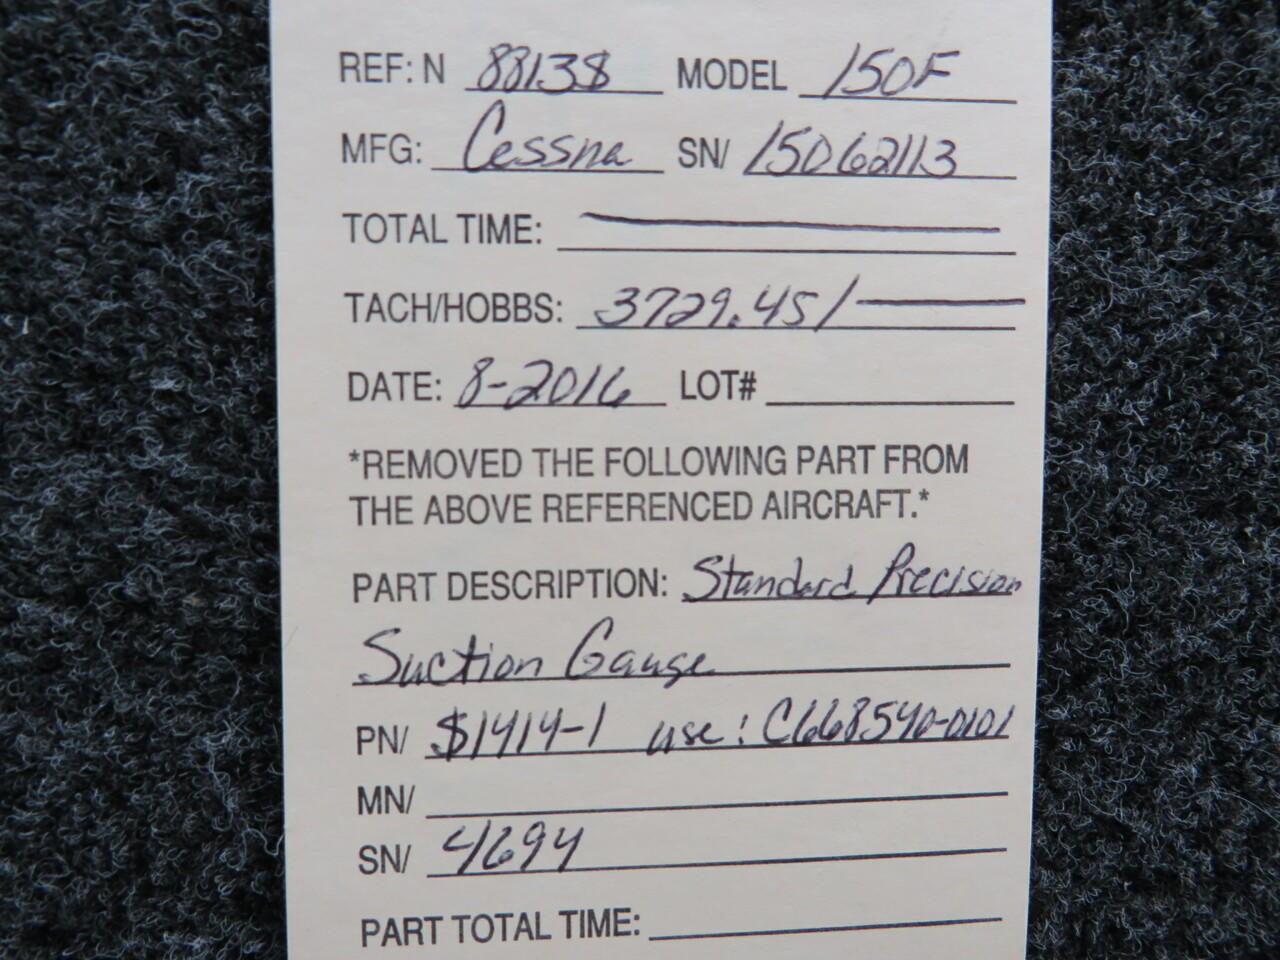 REF: N 8813S MODEL 150F
MFG: Cessna SN/ 15062113
TOTAL TIME:
TACH/HOBBS: 3729.45/
DATE: 8-2016 LOT#
*REMOVED THE FOLLOWING PART FROM
THE ABOVE REFERENCED AIRCRAFT.*
PART DESCRIPTION: Standard Precision
Suction Gauge
PN/ S1414-1 use: C668540-0101
MN/
SN/ 4694
PART TOTAL TIME: